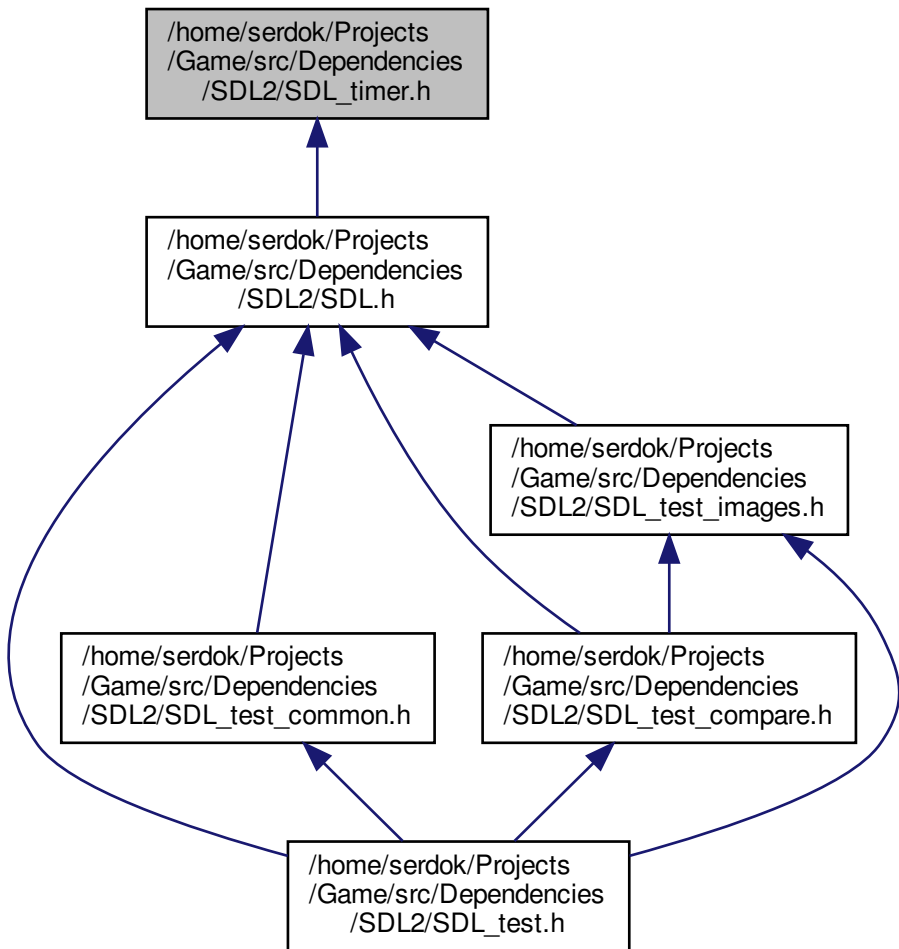 /home/serdok/Projects
/Game/src/Dependencies
/SDL2/SDL_timer.h
/home/serdok/Projects
/Game/src/Dependencies
/SDL2/SDL.h
/home/serdok/Projects
/Game/src/Dependencies
/SDL2/SDL_test_images.h
/home/serdok/Projects
/Game/src/Dependencies
/SDL2/SDL_test_common.h
/home/serdok/Projects
/Game/src/Dependencies
/SDL2/SDL_test_compare.h
/home/serdok/Projects
/Game/src/Dependencies
/SDL2/SDL_test.h